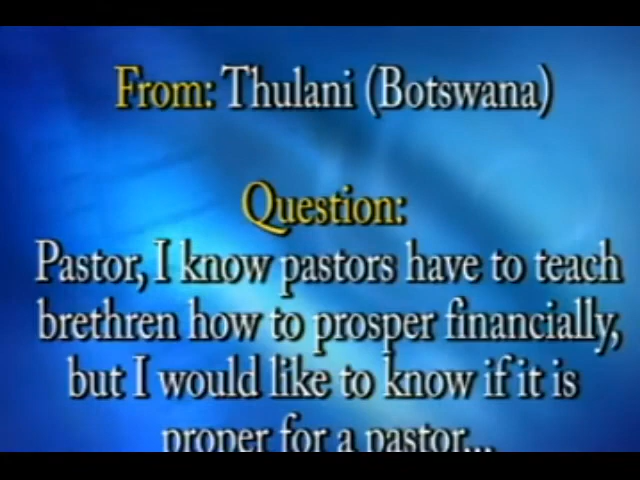 From: Thulani (Botswana)
Question:
Pastor, I know pastors have to teach
brethren how to prosper financially,
but I would like to know if it is
proper for a pastor...